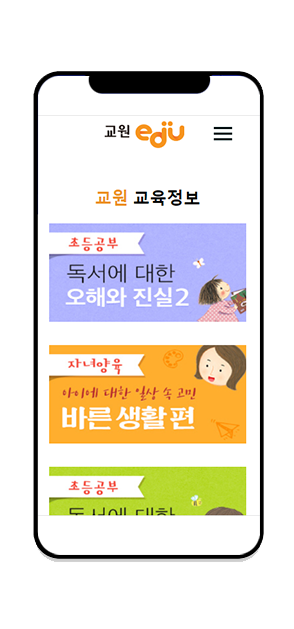 교원 edu
교원 교육정보
초등공부
독서에 대한
오해와 진실2
자녀양육
아이에 대한 일상 속 고민
바른 생활 편
초등공부
독서에 대한